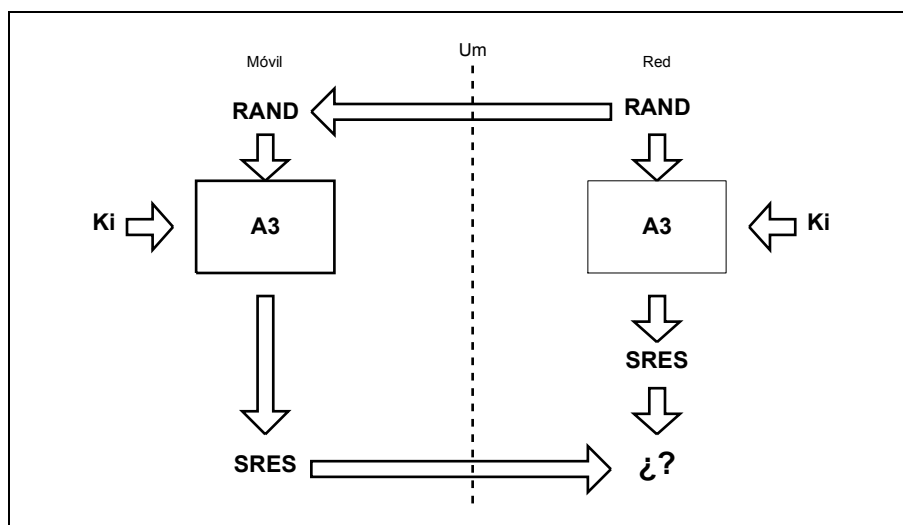 Um
Móvil
Red
RAND
RAND
Ki
A3
A3
Ki
SRES
SRES
¿?